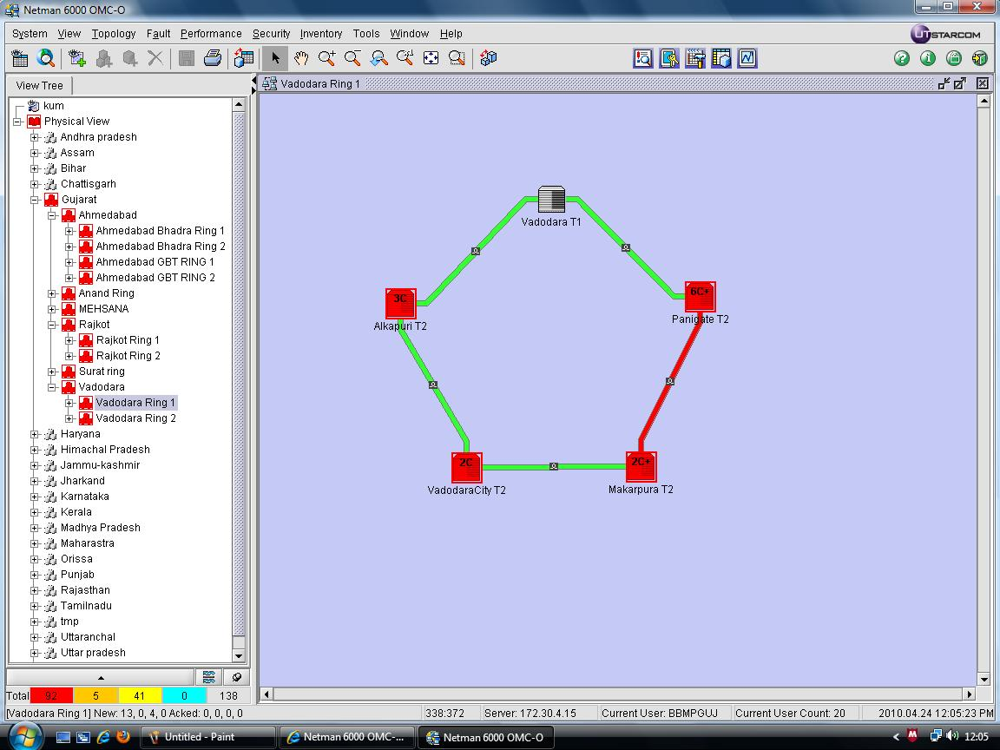 Netman 6000 OMC-O
System View Topology Fault Performance Security Inventory Tools Window Help
UTSTARCOM
View Tree
Vadodara Ring 1
kum
Physical View
Andhra pradesh
Assam
Bihar
Chattisgarh
Gujarat
Ahmedabad
Ahmedabad Bhadra Ring 1
Ahmedabad Bhadra Ring 2
Ahmedabad GBT RING 1
Ahmedabad GBT RING 2
Anand Ring
MEHSANA
Rajkot
Rajkot Ring 1
Rajkot Ring 2
Surat ring
Vadodara
Vadodara Ring 1
Vadodara Ring 2
Haryana
Himachal Pradesh
Jammu-kashmir
Jharkand
Karnataka
Kerala
Madhya Pradesh
Maharastra
Orissa
Punjab
Rajasthan
Tamilnadu
tmp
Uttaranchal
Uttar pradesh
Vadodara T1
3C
Alkapuri T2
6C+
Panigate T2
2C
VadodaraCity T2
2C+
Makarpura T2
Total 92 5 41 0 138
[Vadodara Ring 1] New: 13, 0, 4, 0 Acked: 0, 0, 0, 0 338:372 Server: 172.30.4.15 Current User: BBMPGUJ Current User Count: 20 2010.04.24 12:05:23 PM
Untitled - Paint Netman 6000 OMC-... Netman 6000 OMC-O 12:05